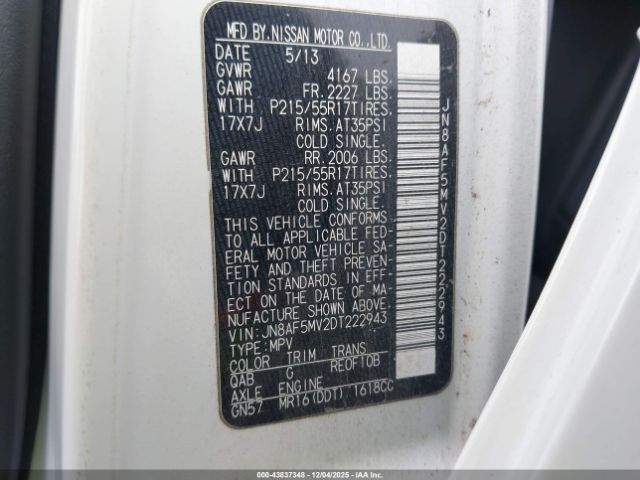 MFD BY.NISSAN MOTOR CO.,LTD.
DATE 5/13
GVWR 4167 LBS.
GAWR FR.2227 LBS.
WITH P215/55R17TIRES,
17X7J RIMS.AT35PSI
COLD SINGLE.
GAWR RR.2006 LBS.
WITH P215/55R17TIRES,
17X7J RIMS.AT35PSI
COLD SINGLE.
THIS VEHICLE CONFORMS
TO ALL APPLICABLE FED-
ERAL MOTOR VEHICLE SA-
FETY AND THEFT PREVEN-
TION STANDARDS IN EFF-
ECT ON THE DATE OF MA-
NUFACTURE SHOWN ABOVE.
VIN:JN8AF5MV2DT222943
TYPE:MPV
COLOR TRIM TRANS
QAB G RE0F10B
AXLE ENGINE
GN57 MR16(DDT) 1618CC
JN8AF5MV2DT222943
000-43837348 | 12/04/2025 - IAAI.COM